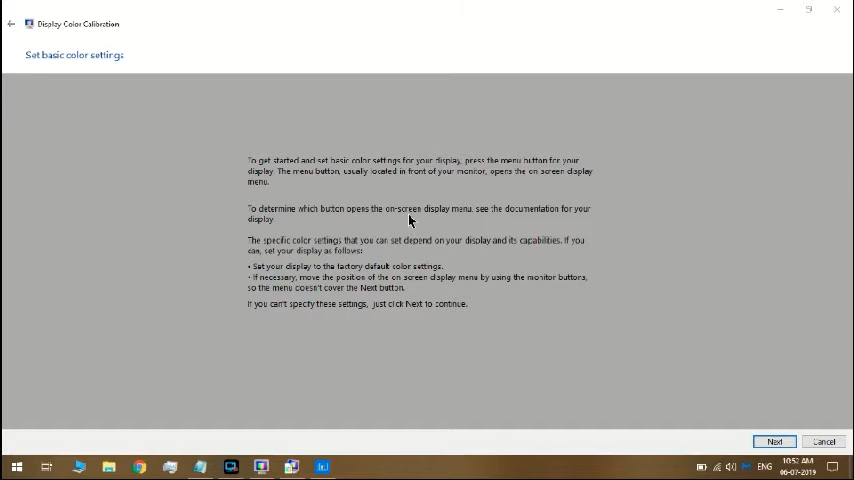 Display Color Calibration
Set basic color settings
To get started and set basic color settings for your display, press the menu button for your
display. The menu button, usually located in front of your monitor, opens the on screen display
menu.
To determine which button opens the on-screen display menu, see the documentation for your
display.
The specific color settings that you can set depend on your display and its capabilities. If you
can, set your display as follows:
• Set your display to the factory default color settings.
• If necessary, move the position of the on screen display menu by using the monitor buttons,
so the menu doesn't cover the Next button.
If you can't specify these settings, just click Next to continue.
Next
Cancel
ENG
10:52 AM
06-07-2019